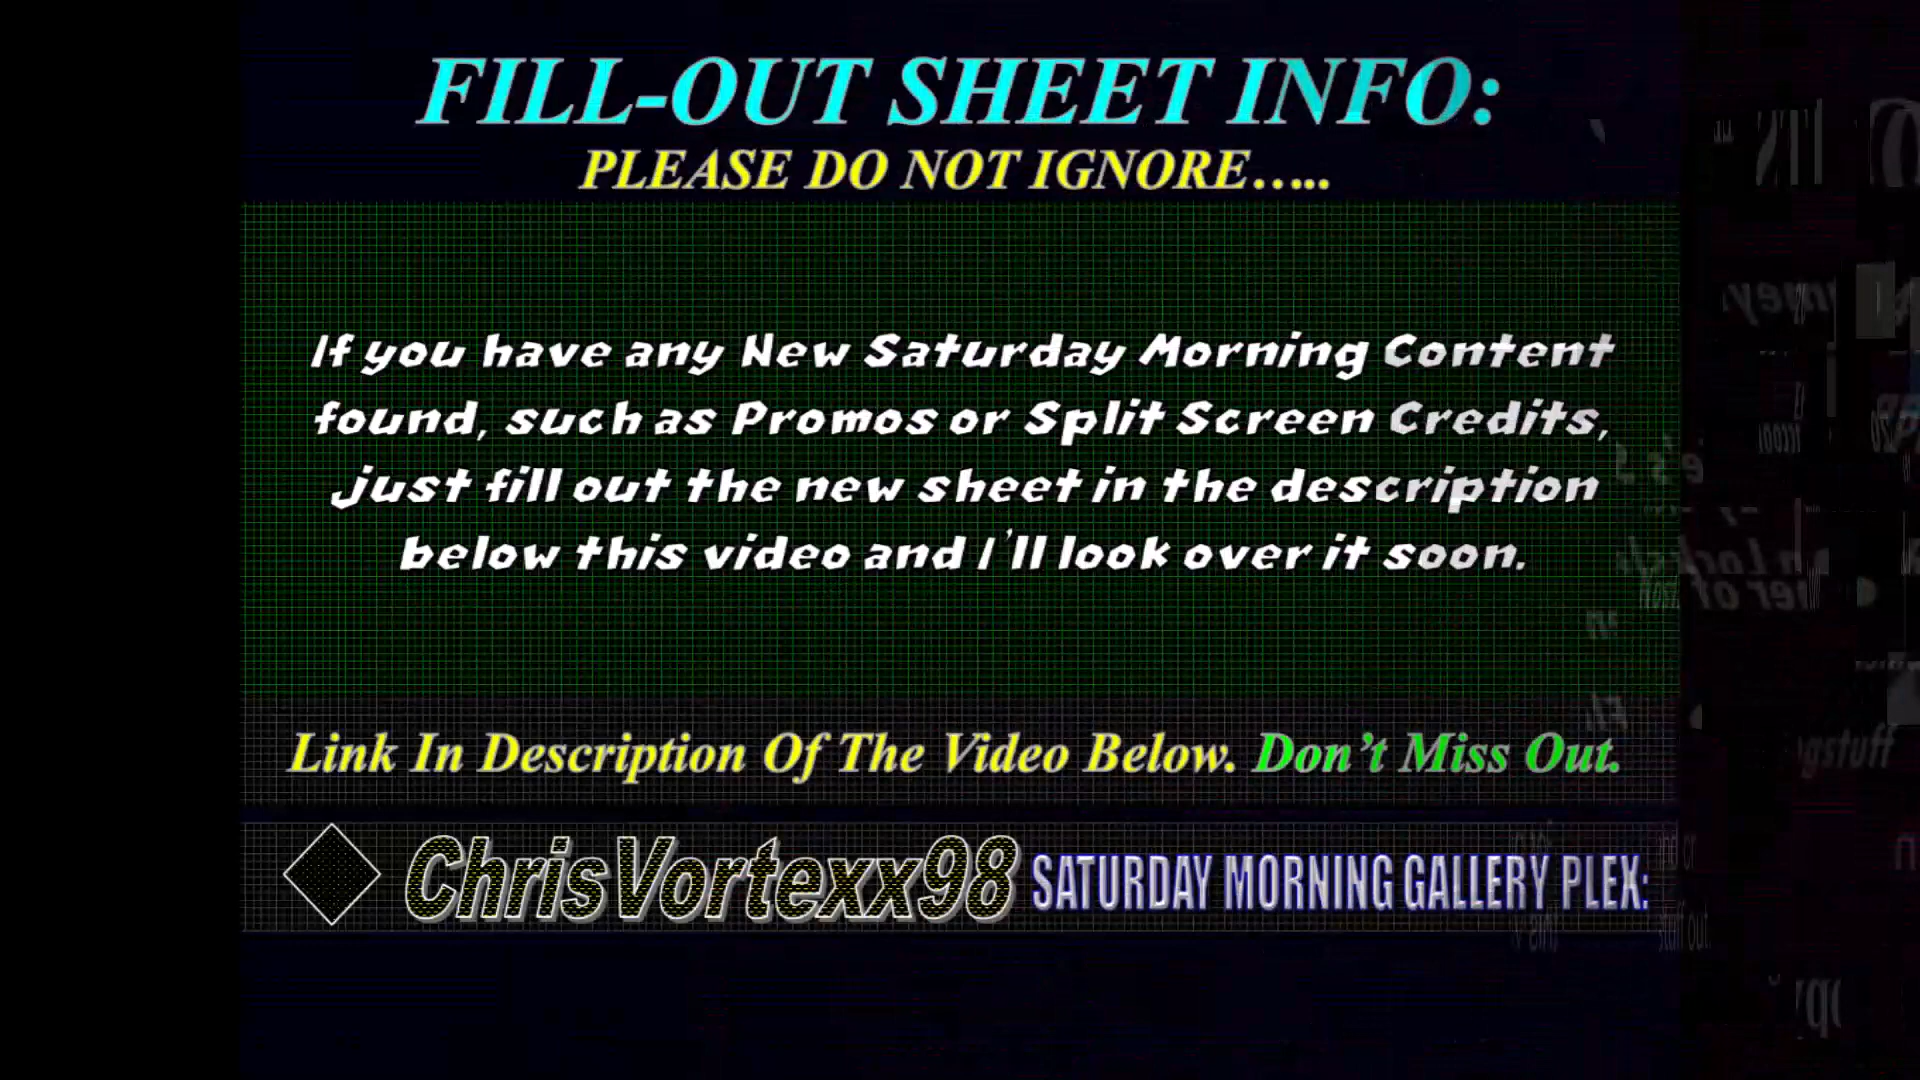 FILL-OUT SHEET INFO:
PLEASE DO NOT IGNORE.....
If you have any New Saturday Morning Content
found, such as Promos or Split Screen Credits,
just fill out the new sheet in the description
below this video and I'll look over it soon.
Link In Description Of The Video Below. Don't Miss Out.
ChrisVortexx98 SATURDAY MORNING GALLERY PLEX: